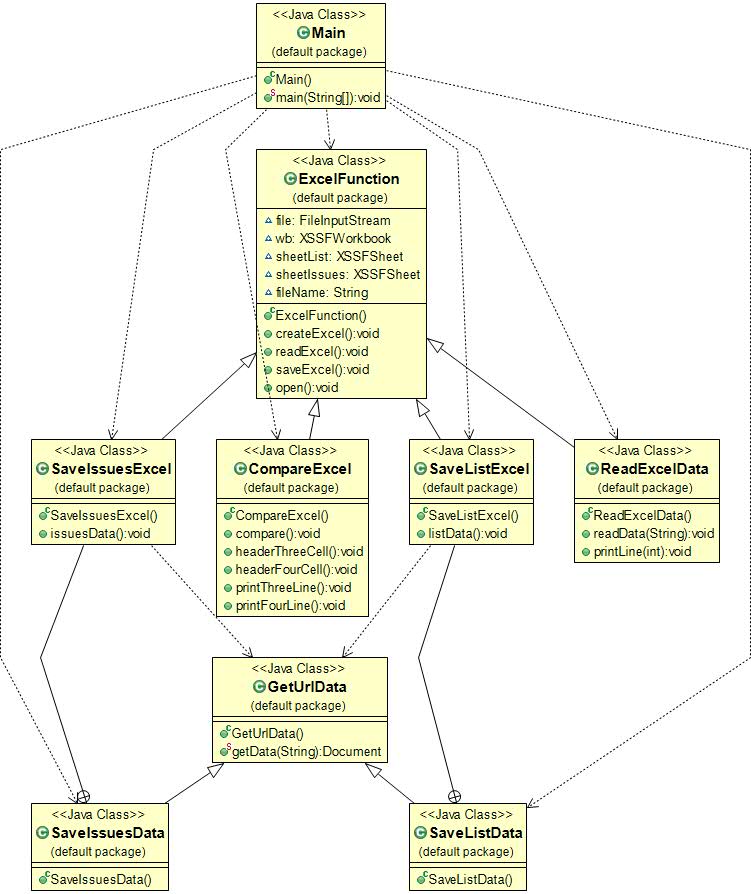 <<Java Class>>
Main
(default package)
Main()
main(String[]):void
<<Java Class>>
ExcelFunction
(default package)
file: FileInputStream
wb: XSSFWorkbook
sheetList: XSSFSheet
sheetIssues: XSSFSheet
fileName: String
ExcelFunction()
createExcel():void
readExcel():void
saveExcel():void
open():void
<<Java Class>>
SaveIssuesExcel
(default package)
SaveIssuesExcel()
issuesData():void
<<Java Class>>
CompareExcel
(default package)
CompareExcel()
compare():void
headerThreeCell():void
headerFourCell():void
printThreeLine():void
printFourLine():void
<<Java Class>>
SaveListExcel
(default package)
SaveListExcel()
listData():void
<<Java Class>>
ReadExcelData
(default package)
ReadExcelData()
readData(String):void
printLine(int):void
<<Java Class>>
GetUrlData
(default package)
GetUrlData()
getData(String):Document
<<Java Class>>
SaveIssuesData
(default package)
SaveIssuesData()
<<Java Class>>
SaveListData
(default package)
SaveListData()